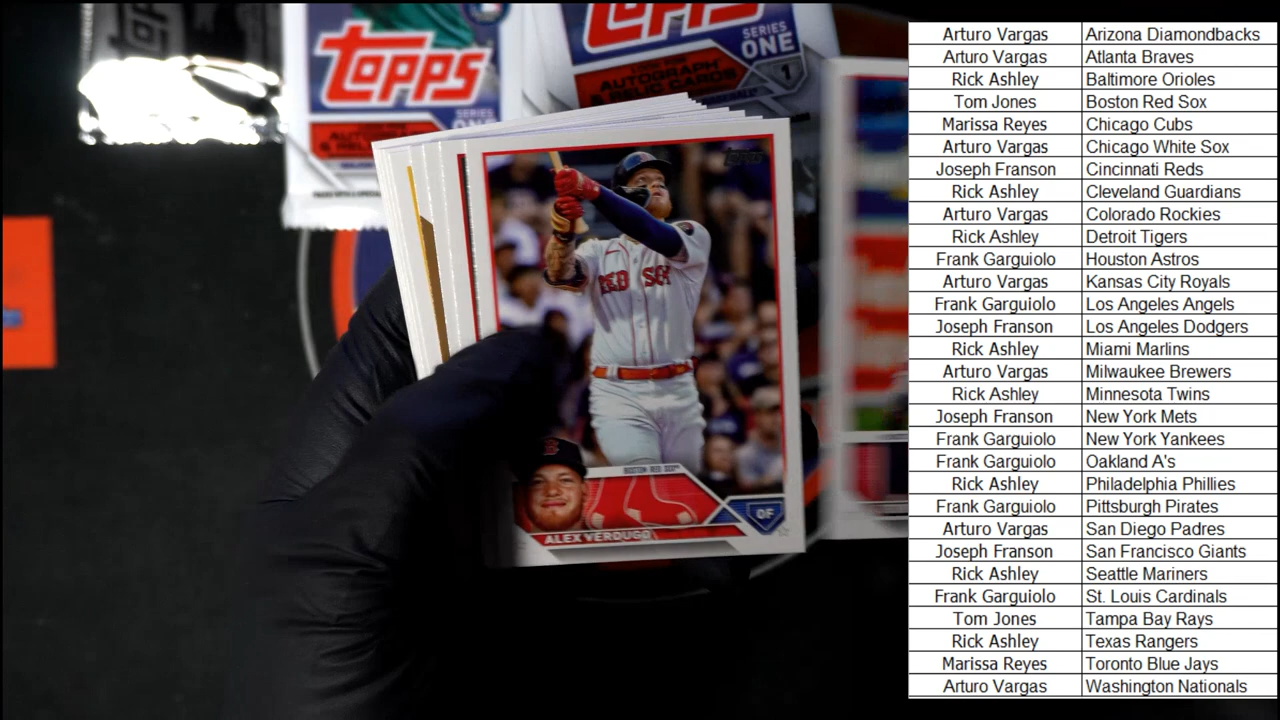 Topps
SERIES
ONE
Topps
SERIES
ONE
1
AUTOGRAPH
& RELIC CARDS
Topps
RED SOX
BOSTON RED SOX
OF
ALEX VERDUGO
Arturo Vargas Arizona Diamondbacks
Arturo Vargas Atlanta Braves
Rick Ashley Baltimore Orioles
Tom Jones Boston Red Sox
Marissa Reyes Chicago Cubs
Arturo Vargas Chicago White Sox
Joseph Franson Cincinnati Reds
Rick Ashley Cleveland Guardians
Arturo Vargas Colorado Rockies
Rick Ashley Detroit Tigers
Frank Garguiolo Houston Astros
Arturo Vargas Kansas City Royals
Frank Garguiolo Los Angeles Angels
Joseph Franson Los Angeles Dodgers
Rick Ashley Miami Marlins
Arturo Vargas Milwaukee Brewers
Rick Ashley Minnesota Twins
Joseph Franson New York Mets
Frank Garguiolo New York Yankees
Frank Garguiolo Oakland A's
Rick Ashley Philadelphia Phillies
Frank Garguiolo Pittsburgh Pirates
Arturo Vargas San Diego Padres
Joseph Franson San Francisco Giants
Rick Ashley Seattle Mariners
Frank Garguiolo St. Louis Cardinals
Tom Jones Tampa Bay Rays
Rick Ashley Texas Rangers
Marissa Reyes Toronto Blue Jays
Arturo Vargas Washington Nationals